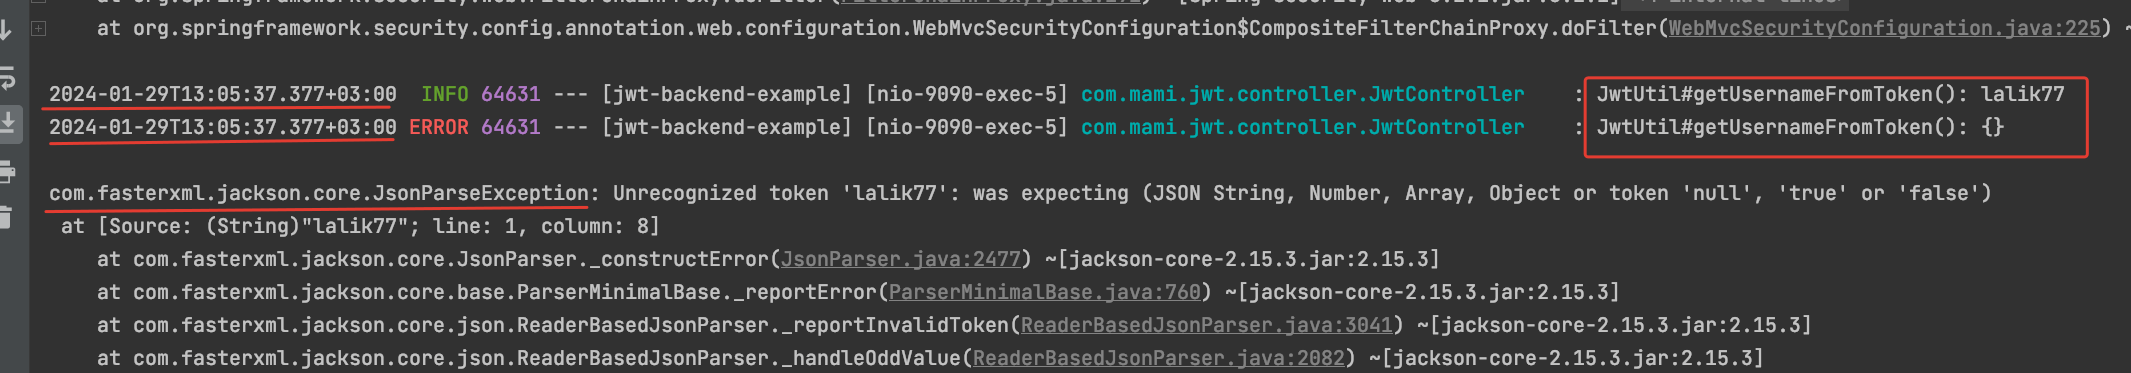 at org.springframework.security.config.annotation.web.configuration.WebMvcSecurityConfiguration$CompositeFilterChainProxy.doFilter(WebMvcSecurityConfiguration.java:225) ~
2024-01-29T13:05:37.377+03:00  INFO 64631 --- [jwt-backend-example] [nio-9090-exec-5] com.mami.jwt.controller.JwtController    : JwtUtil#getUsernameFromToken(): lalik77
2024-01-29T13:05:37.377+03:00 ERROR 64631 --- [jwt-backend-example] [nio-9090-exec-5] com.mami.jwt.controller.JwtController    : JwtUtil#getUsernameFromToken(): {}
com.fasterxml.jackson.core.JsonParseException: Unrecognized token 'lalik77': was expecting (JSON String, Number, Array, Object or token 'null', 'true' or 'false')
at [Source: (String)"lalik77"; line: 1, column: 8]
at com.fasterxml.jackson.core.JsonParser._constructError(JsonParser.java:2477) ~[jackson-core-2.15.3.jar:2.15.3]
at com.fasterxml.jackson.core.base.ParserMinimalBase._reportError(ParserMinimalBase.java:760) ~[jackson-core-2.15.3.jar:2.15.3]
at com.fasterxml.jackson.core.json.ReaderBasedJsonParser._reportInvalidToken(ReaderBasedJsonParser.java:3041) ~[jackson-core-2.15.3.jar:2.15.3]
at com.fasterxml.jackson.core.json.ReaderBasedJsonParser._handleOddValue(ReaderBasedJsonParser.java:2082) ~[jackson-core-2.15.3.jar:2.15.3]